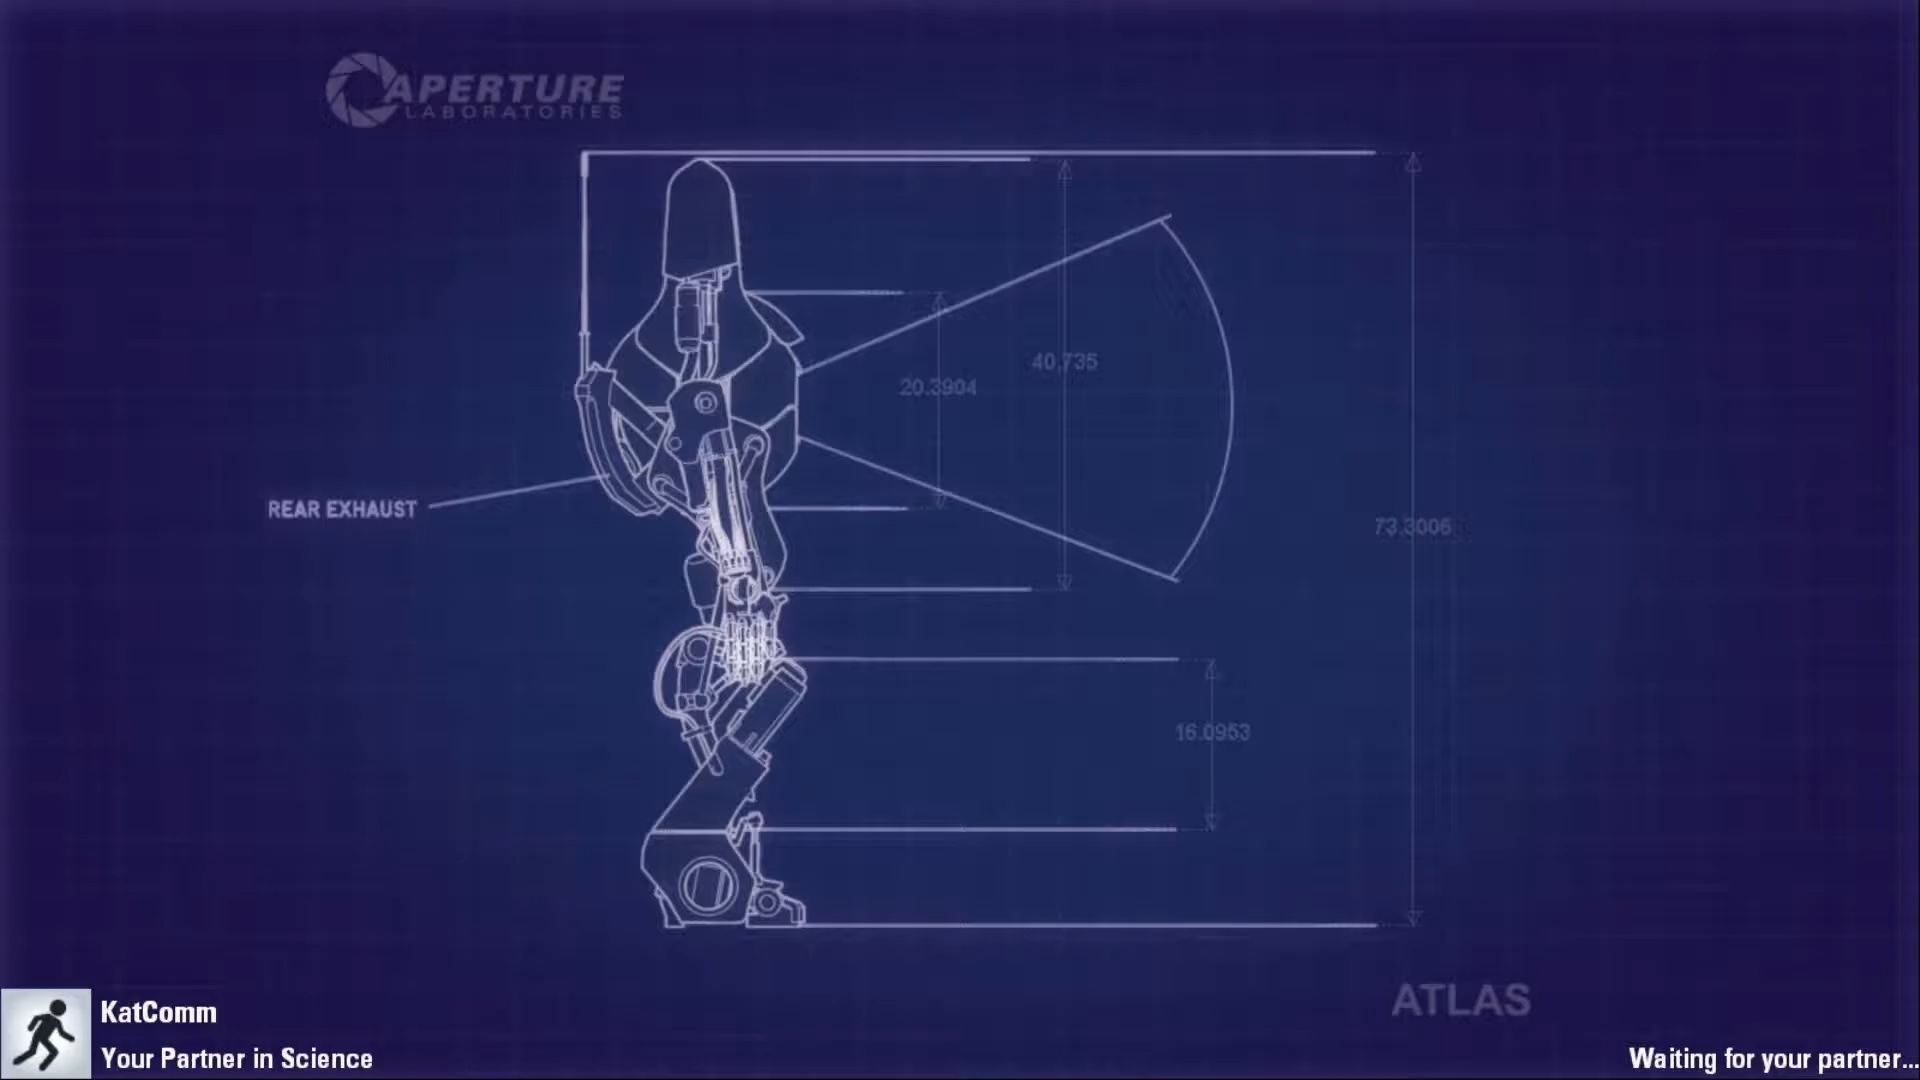 APERTURE
LABORATORIES
40.735
20.3904
REAR EXHAUST
73.3006
16.0953
ATLAS
KatComm
Your Partner in Science
Waiting for your partner...